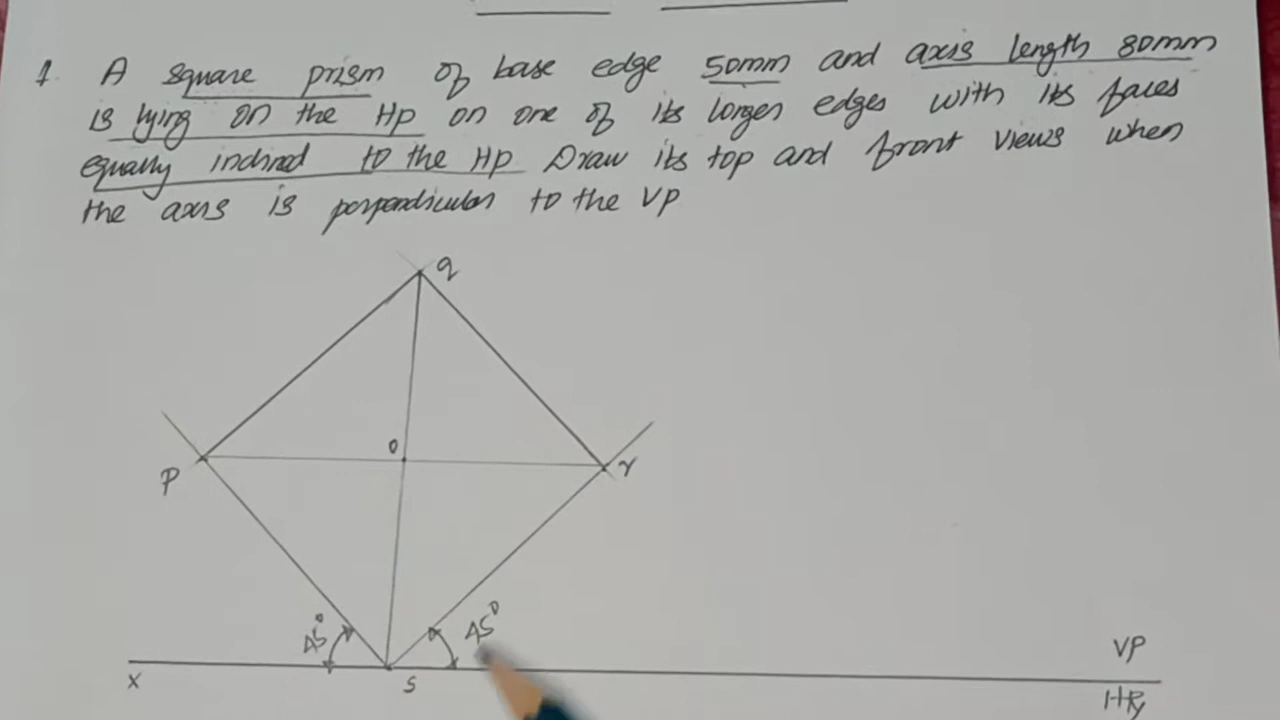 1. A square prism of base edge 50mm and axis length 80mm
is lying on the HP on one of its longer edges with its faces
equally inclined to the HP Draw its top and front views when
the axis is perpendicular to the VP
q
p
o
r
45°
45°
VP
X
s
HP
y